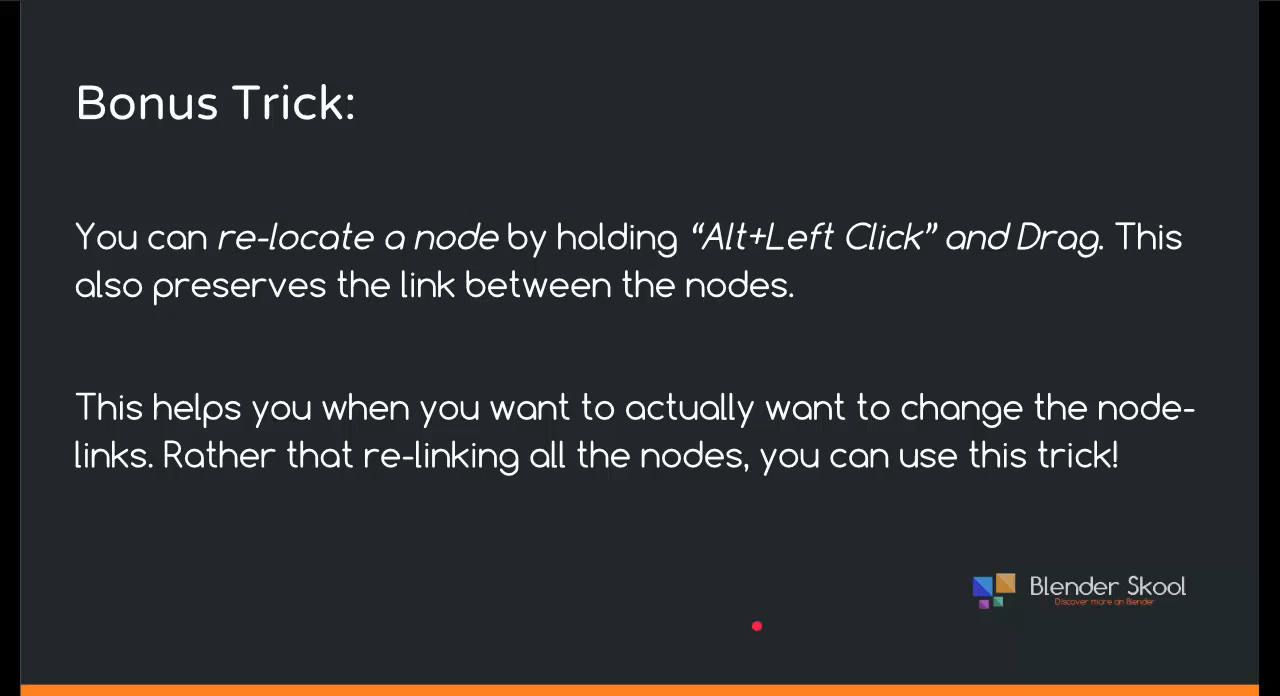 Bonus Trick:
You can re-locate a node by holding “Alt+Left Click” and Drag. This
also preserves the link between the nodes.
This helps you when you want to actually want to change the node-
links. Rather that re-linking all the nodes, you can use this trick!
Blender Skool
Discover more on Blender